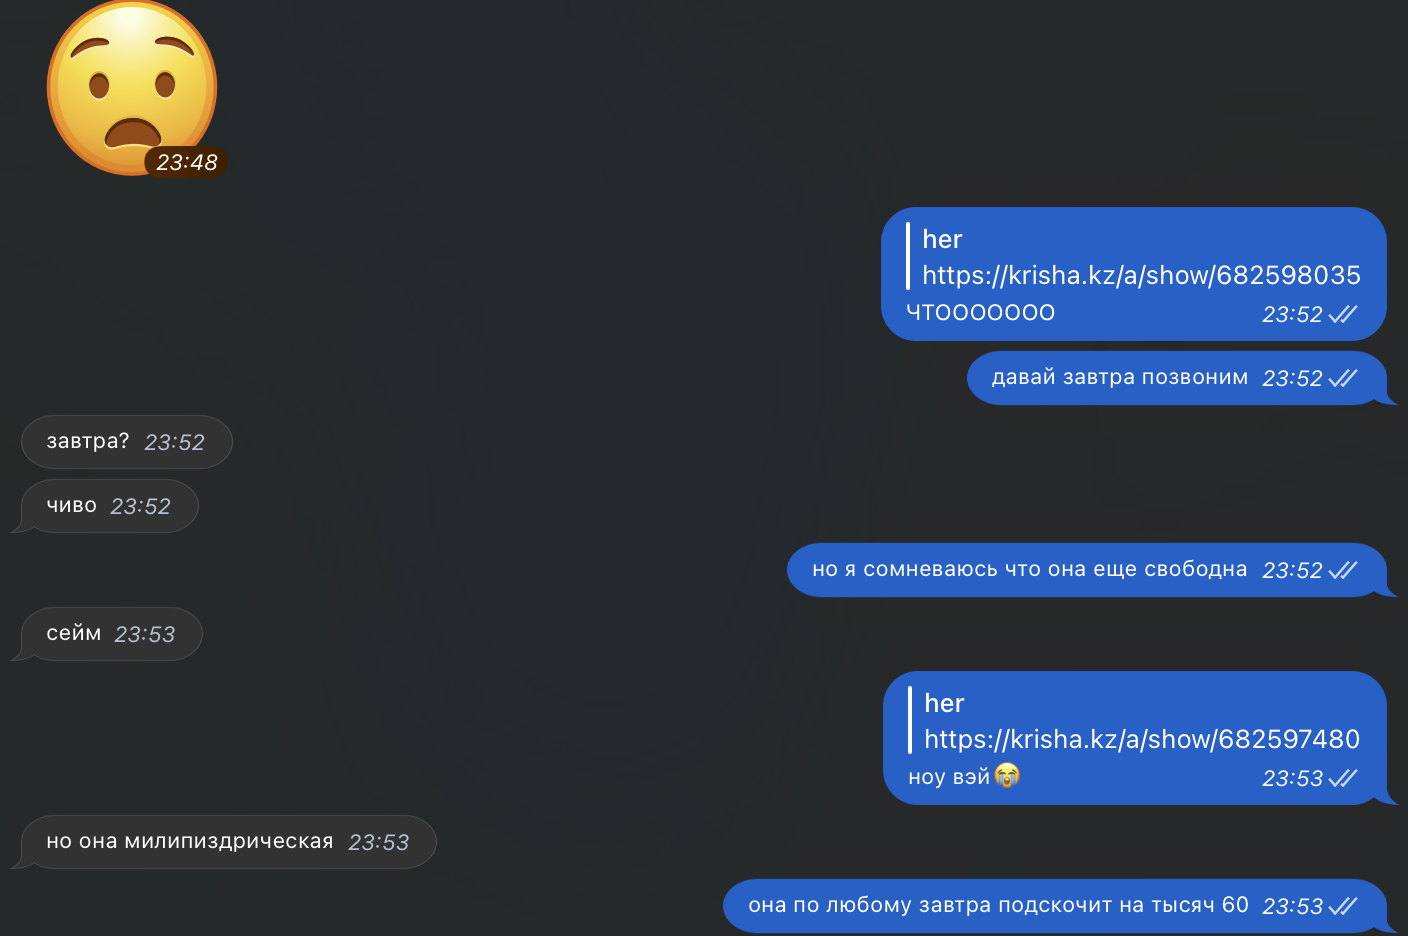 23:48
her
https://krisha.kz/a/show/682598035
ЧТООООООО 23:52
давай завтра позвоним 23:52
завтра? 23:52
чиво 23:52
но я сомневаюсь что она еще свободна 23:52
сейм 23:53
her
https://krisha.kz/a/show/682597480
ноу вэй😭 23:53
но она милипиздрическая 23:53
она по любому завтра подскочит на тысяч 60 23:53